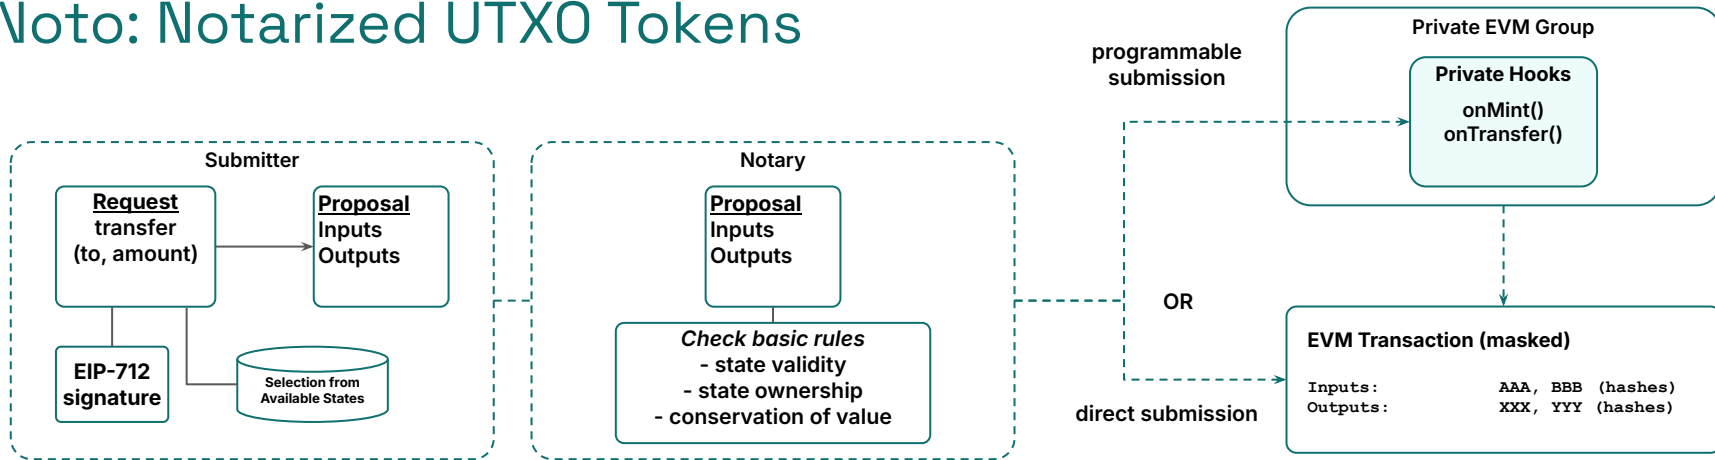 Noto: Notarized UTXO Tokens
Submitter
Request
transfer
(to, amount)
Proposal
Inputs
Outputs
EIP-712
signature
Selection from
Available States
Notary
Proposal
Inputs
Outputs
Check basic rules
- state validity
- state ownership
- conservation of value
programmable
submission
OR
direct submission
Private EVM Group
Private Hooks
onMint()
onTransfer()
EVM Transaction (masked)
Inputs: AAA, BBB (hashes)
Outputs: XXX, YYY (hashes)